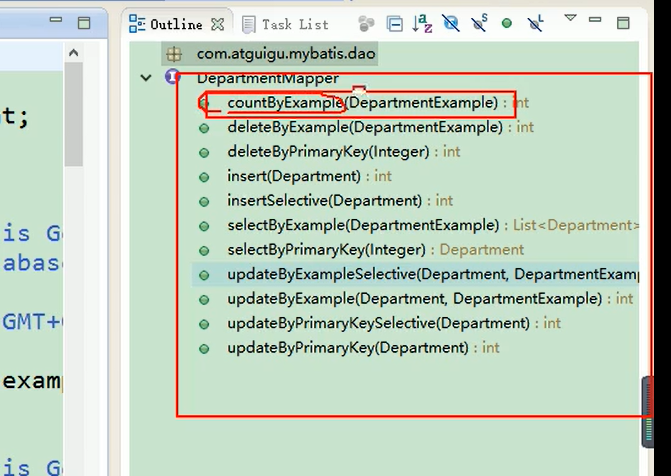 Outline
Task List
com.atguigu.mybatis.dao
DepartmentMapper
countByExample(DepartmentExample) : int
deleteByExample(DepartmentExample) : int
deleteByPrimaryKey(Integer) : int
insert(Department) : int
insertSelective(Department) : int
selectByExample(DepartmentExample) : List<Department>
selectByPrimaryKey(Integer) : Department
updateByExampleSelective(Department, DepartmentExamp
updateByExample(Department, DepartmentExample) : int
updateByPrimaryKeySelective(Department) : int
updateByPrimaryKey(Department) : int
t;
is G
abase
GMT+
examp
is G